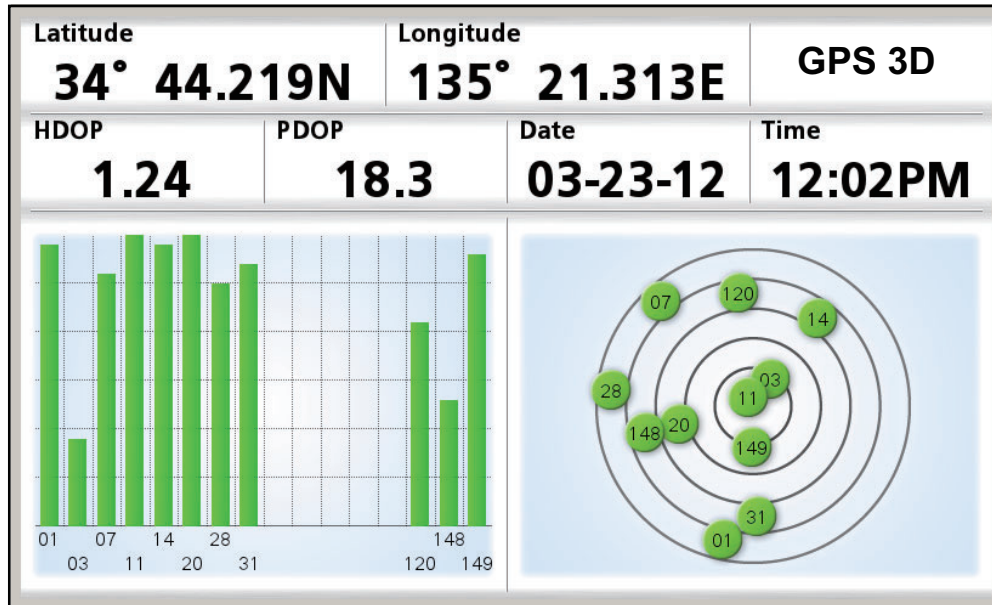 Latitude
Longitude
34° 44.219N
135° 21.313E
GPS 3D
HDOP
PDOP
Date
Time
1.24
18.3
03-23-12
12:02PM
01 07 14 28 148
03 11 20 31 120 149
07
120
14
28
03
11
148
20
149
31
01